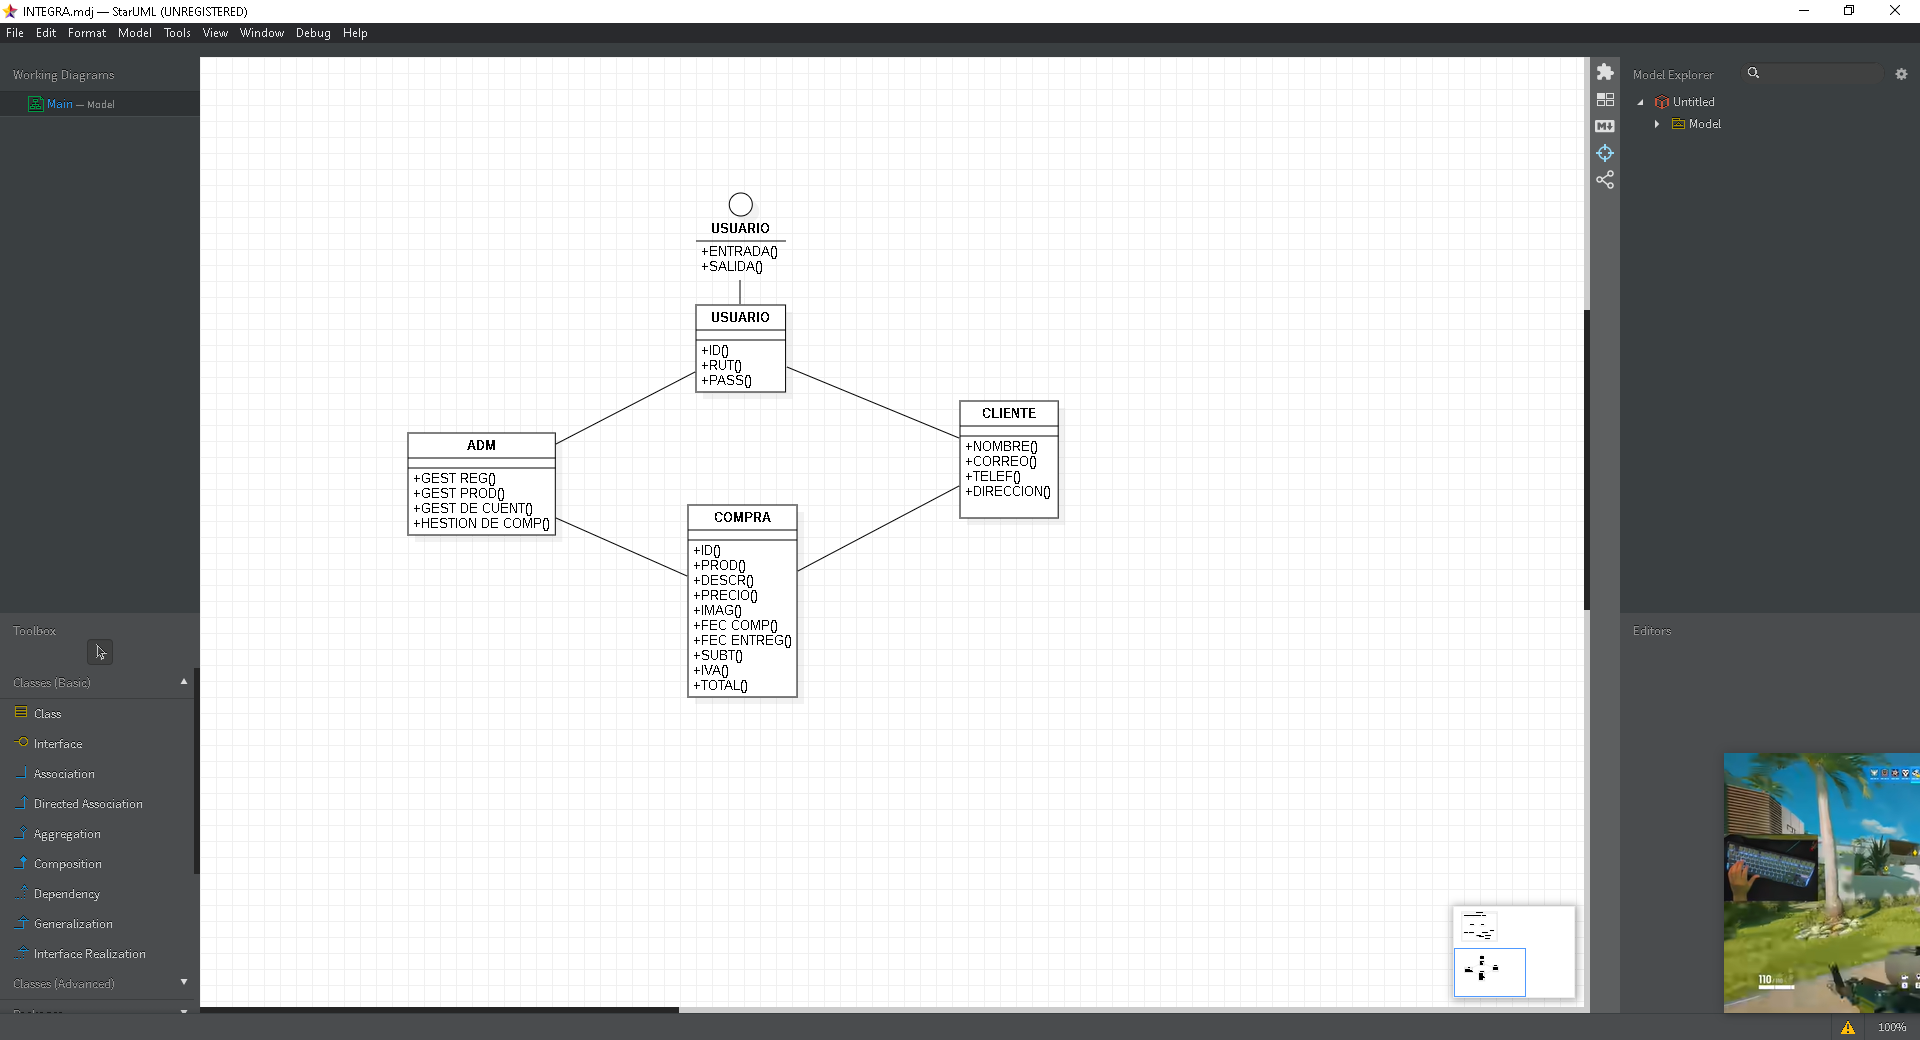 INTEGRA.mdj — StarUML (UNREGISTERED)
File Edit Format Model Tools View Window Debug Help
Working Diagrams
Main — Model
USUARIO
+ENTRADA()
+SALIDA()
USUARIO
+ID()
+RUT()
+PASS()
ADM
+GEST REG()
+GEST PROD()
+GEST DE CUENT()
+HESTION DE COMP()
CLIENTE
+NOMBRE()
+CORREO()
+TELEF()
+DIRECCION()
COMPRA
+ID()
+PROD()
+DESCR()
+PRECIO()
+IMAG()
+FEC COMP()
+FEC ENTREG()
+SUBT()
+IVA()
+TOTAL()
Toolbox
Classes (Basic)
Class
Interface
Association
Directed Association
Aggregation
Composition
Dependency
Generalization
Interface Realization
Classes (Advanced)
Model Explorer
Untitled
Model
Editors
110
100%